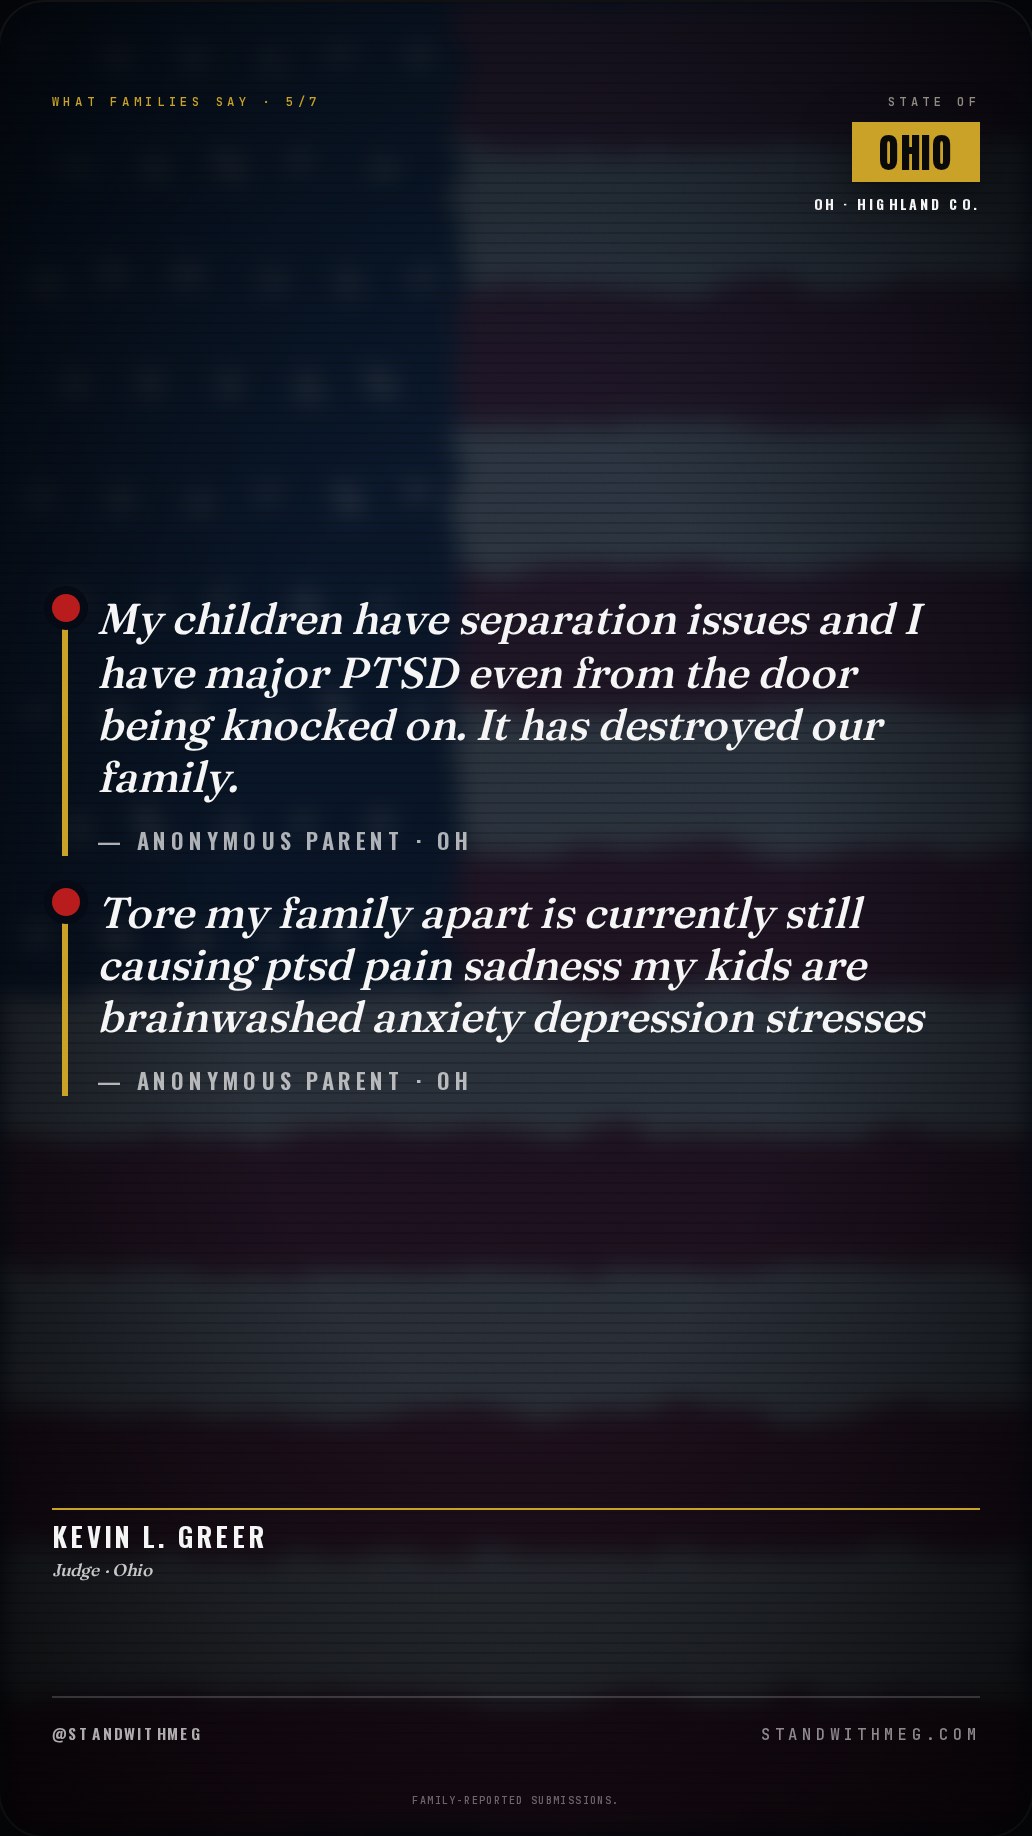 WHAT FAMILIES SAY · 5/7
STATE OF
OHIO
OH · HIGHLAND CO.
My children have separation issues and I
have major PTSD even from the door
being knocked on. It has destroyed our
family.
— ANONYMOUS PARENT · OH
Tore my family apart is currently still
causing ptsd pain sadness my kids are
brainwashed anxiety depression stresses
— ANONYMOUS PARENT · OH
KEVIN L. GREER
Judge · Ohio
@STANDWITHMEG
STANDWITHMEG.COM
FAMILY-REPORTED SUBMISSIONS.